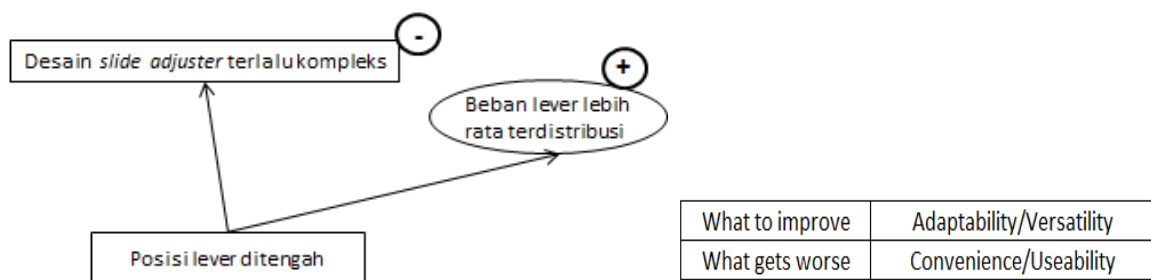 -
Desain slide adjuster terlalu kompleks
+
Beban lever lebih
rata terdistribusi
Posisi lever ditengah
What to improve Adaptability/Versatility
What gets worse Convenience/Useability